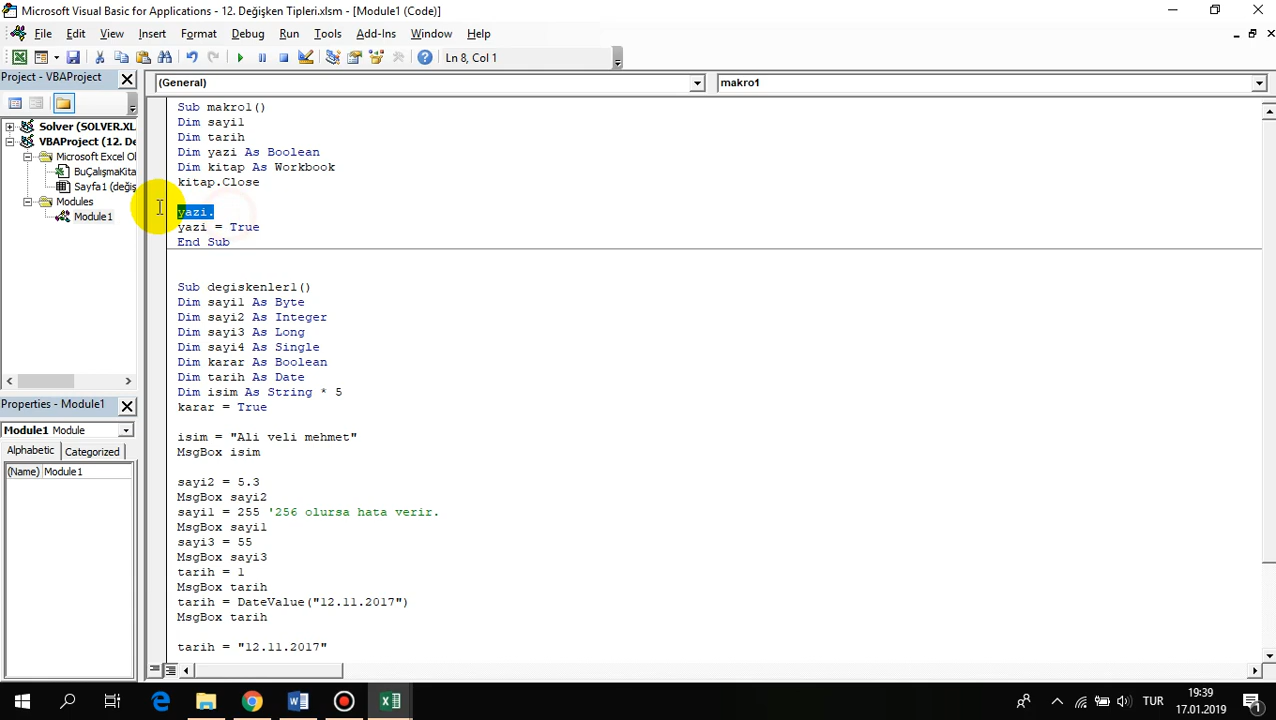 Microsoft Visual Basic for Applications - 12. Değişken Tipleri.xlsm - [Module1 (Code)]
File Edit View Insert Format Debug Run Tools Add-Ins Window Help
Ln 8, Col 1
Project - VBAProject
(General)
makro1
Solver (SOLVER.XL
VBAProject (12. De
Microsoft Excel Ol
BuÇalışmaKita
Sayfa1 (değiş
Modules
Module1
Sub makro1()
Dim sayi1
Dim tarih
Dim yazi As Boolean
Dim kitap As Workbook
kitap.Close
yazi.
yazi = True
End Sub
Sub degiskenler1()
Dim sayi1 As Byte
Dim sayi2 As Integer
Dim sayi3 As Long
Dim sayi4 As Single
Dim karar As Boolean
Dim tarih As Date
Dim isim As String * 5
karar = True
isim = "Ali veli mehmet"
MsgBox isim
sayi2 = 5.3
MsgBox sayi2
sayi1 = 255 '256 olursa hata verir.
MsgBox sayi1
sayi3 = 55
MsgBox sayi3
tarih = 1
MsgBox tarih
tarih = DateValue("12.11.2017")
MsgBox tarih
tarih = "12.11.2017"
Properties - Module1
Module1 Module
Alphabetic Categorized
(Name) Module1
TUR
19:39
17.01.2019
1